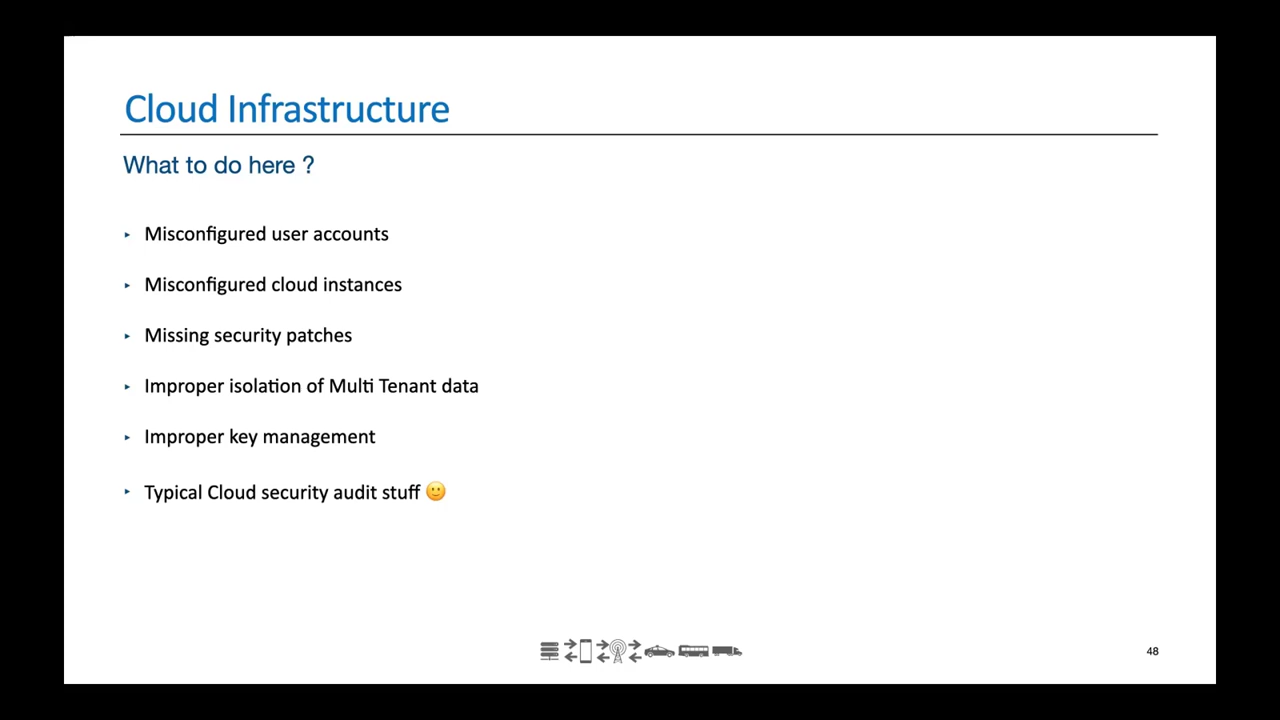 Cloud Infrastructure
What to do here ?
‣ Misconfigured user accounts
‣ Misconfigured cloud instances
‣ Missing security patches
‣ Improper isolation of Multi Tenant data
‣ Improper key management
‣ Typical Cloud security audit stuff 🙂
48